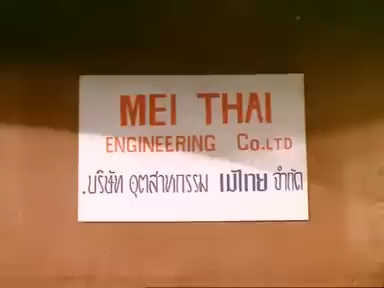 MEI THAI
ENGINEERING Co.LTD
.บริษัท อุตสาหกรรม เม้ไทย จำกัด